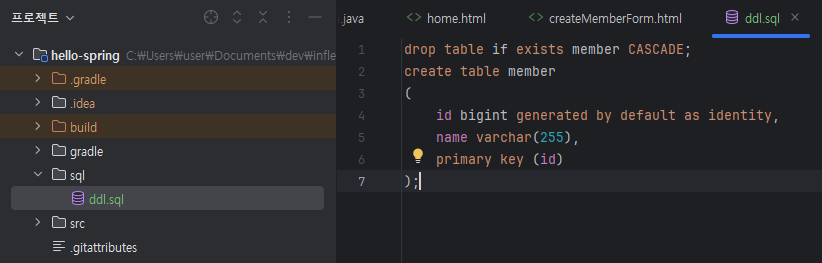 프로젝트
.java
home.html
createMemberForm.html
ddl.sql
hello-spring C:₩Users₩user₩Documents₩dev₩infle
.gradle
.idea
build
gradle
sql
ddl.sql
src
.gitattributes
1 drop table if exists member CASCADE;
2 create table member
3 (
4 id bigint generated by default as identity,
5 name varchar(255),
6 primary key (id)
7 );